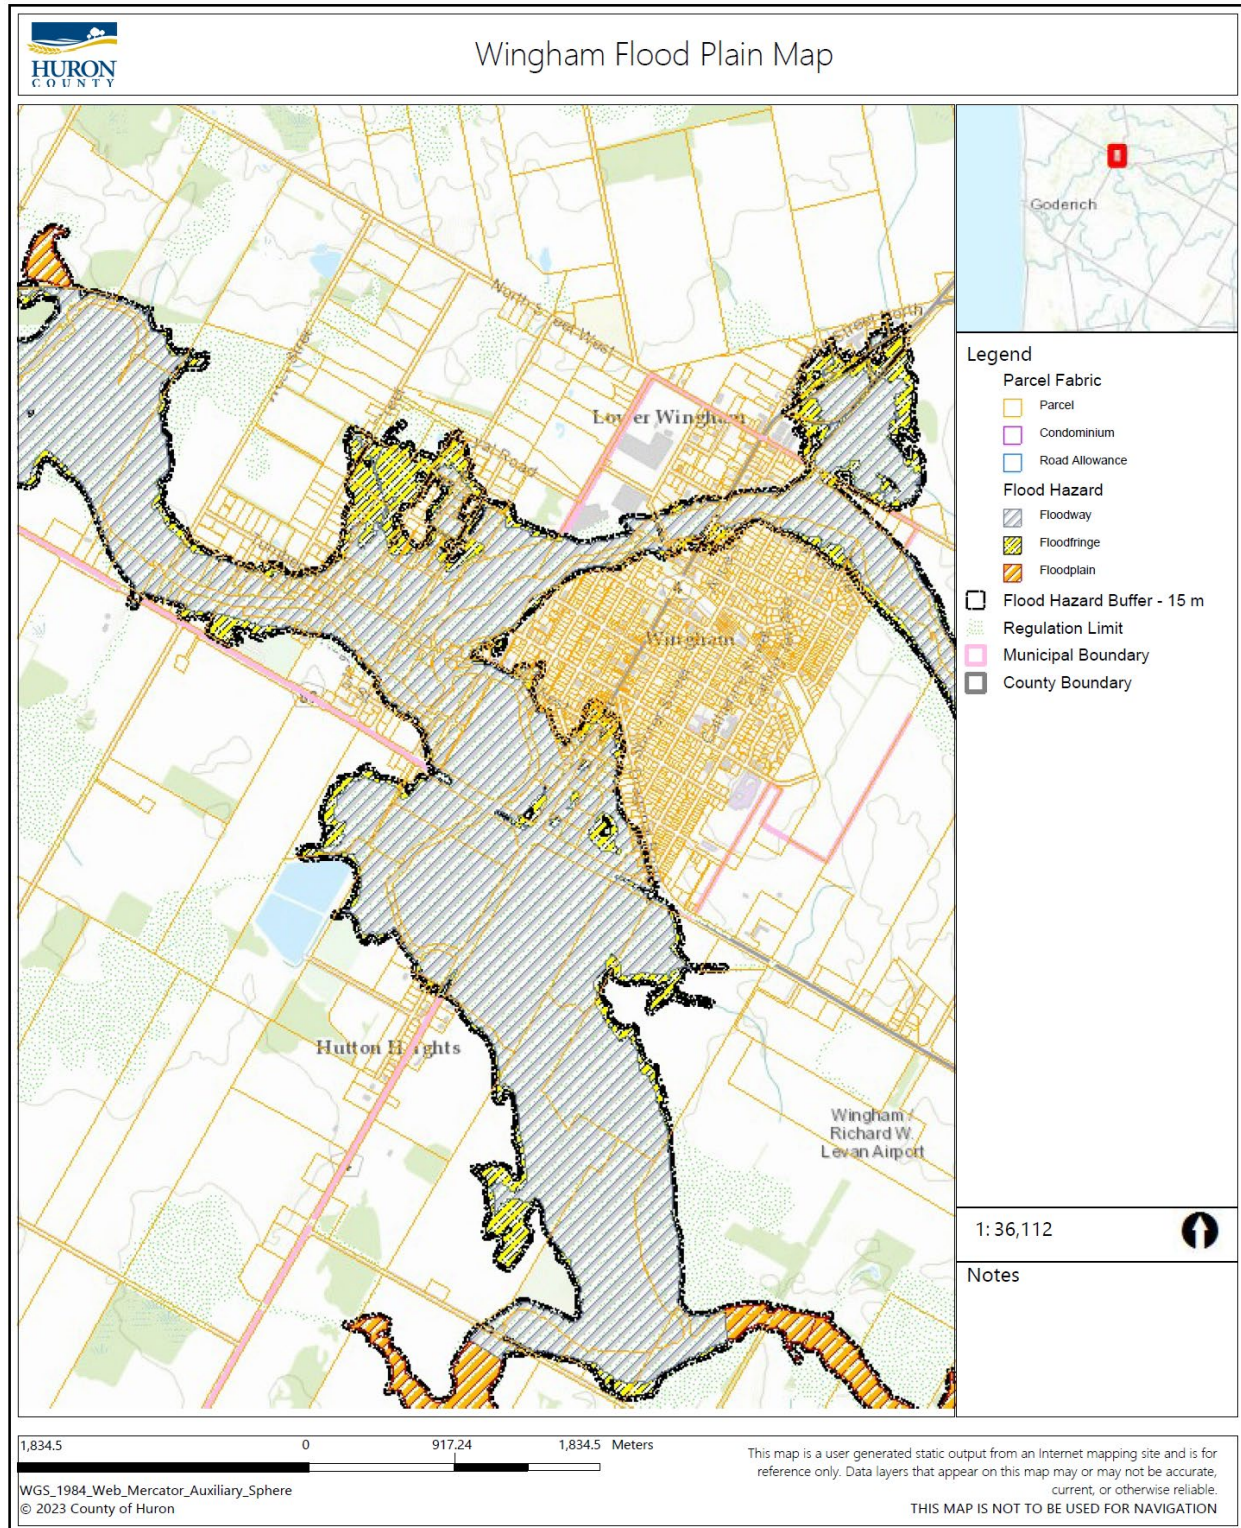 HURON
COUNTY
Wingham Flood Plain Map
Goderich
North Street West
Street North
Lower Wingham
Road
Wingham
4
Hutton Heights
Wingham /
Richard W.
Levan Airport
Legend
Parcel Fabric
Parcel
Condominium
Road Allowance
Flood Hazard
Floodway
Floodfringe
Floodplain
Flood Hazard Buffer - 15 m
Regulation Limit
Municipal Boundary
County Boundary
1: 36,112
Notes
1,834.5 0 917.24 1,834.5 Meters
WGS_1984_Web_Mercator_Auxiliary_Sphere
© 2023 County of Huron
This map is a user generated static output from an Internet mapping site and is for
reference only. Data layers that appear on this map may or may not be accurate,
current, or otherwise reliable.
THIS MAP IS NOT TO BE USED FOR NAVIGATION